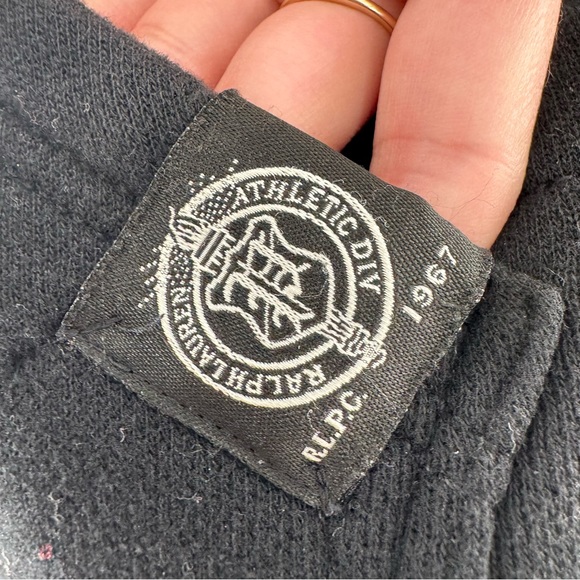 ATHLETIC DIV
RALPH LAUREN
1967
R.L.P.C.